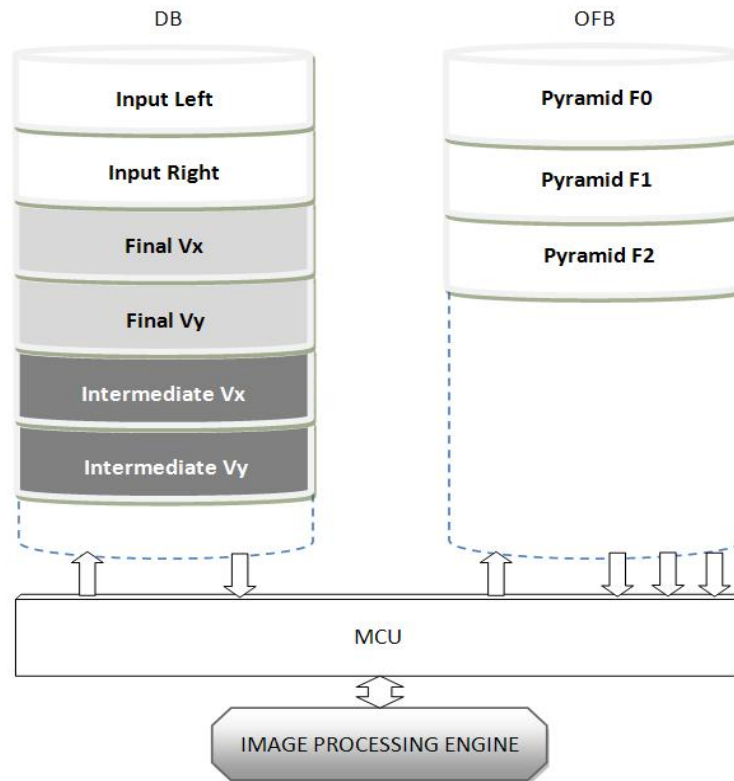 DB
OFB
Input Left
Input Right
Final Vx
Final Vy
Intermediate Vx
Intermediate Vy
Pyramid F0
Pyramid F1
Pyramid F2
MCU
IMAGE PROCESSING ENGINE